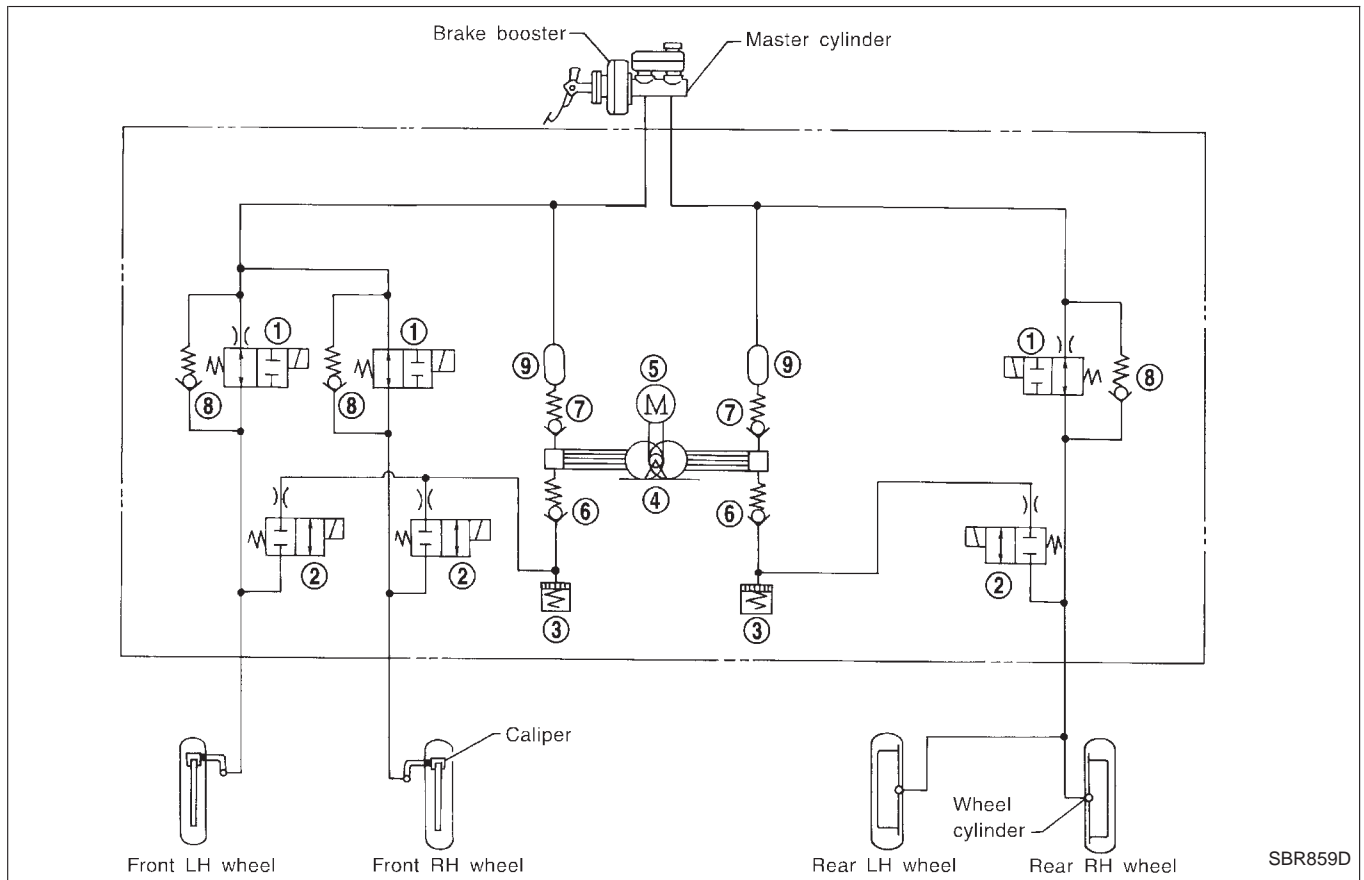 Brake booster
Master cylinder
①
①
①
⑧
⑧
⑧
⑨
⑤
⑨
M
⑦
⑦
④
⑥
⑥
②
②
②
③
③
Caliper
Wheel
cylinder
Front LH wheel
Front RH wheel
Rear LH wheel
Rear RH wheel
SBR859D